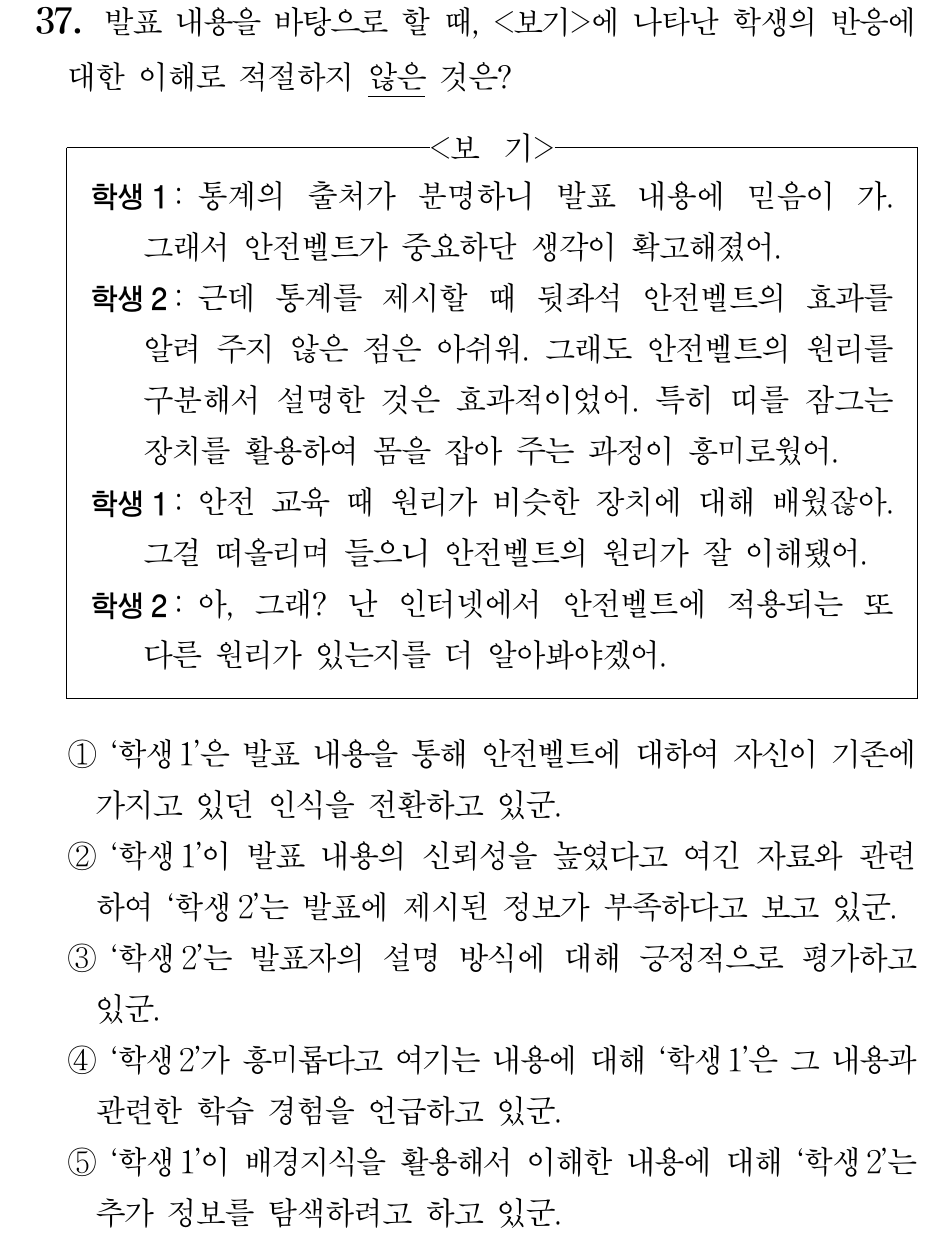 37. 발표 내용을 바탕으로 할 때, <보기>에 나타난 학생의 반응에
대한 이해로 적절하지 않은 것은?
<보 기>
학생 1 : 통계의 출처가 분명하니 발표 내용에 믿음이 가.
그래서 안전벨트가 중요하단 생각이 확고해졌어.
학생 2 : 근데 통계를 제시할 때 뒷좌석 안전벨트의 효과를
알려 주지 않은 점은 아쉬워. 그래도 안전벨트의 원리를
구분해서 설명한 것은 효과적이었어. 특히 띠를 잠그는
장치를 활용하여 몸을 잡아 주는 과정이 흥미로웠어.
학생 1 : 안전 교육 때 원리가 비슷한 장치에 대해 배웠잖아.
그걸 떠올리며 들으니 안전벨트의 원리가 잘 이해됐어.
학생 2 : 아, 그래? 난 인터넷에서 안전벨트에 적용되는 또
다른 원리가 있는지를 더 알아봐야겠어.
① ‘학생 1’은 발표 내용을 통해 안전벨트에 대하여 자신이 기존에
가지고 있던 인식을 전환하고 있군.
② ‘학생 1’이 발표 내용의 신뢰성을 높였다고 여긴 자료와 관련
하여 ‘학생 2’는 발표에 제시된 정보가 부족하다고 보고 있군.
③ ‘학생 2’는 발표자의 설명 방식에 대해 긍정적으로 평가하고
있군.
④ ‘학생 2’가 흥미롭다고 여기는 내용에 대해 ‘학생 1’은 그 내용과
관련한 학습 경험을 언급하고 있군.
⑤ ‘학생 1’이 배경지식을 활용해서 이해한 내용에 대해 ‘학생 2’는
추가 정보를 탐색하려고 하고 있군.